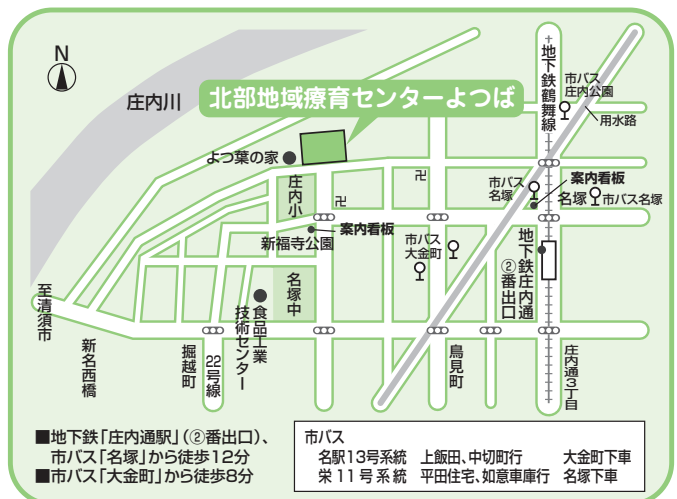 N
庄内川
北部地域療育センターよつば
地下鉄鶴舞線
市バス
庄内公園
用水路
よつ葉の家
庄内小
卍
卍
市バス
名塚
案内看板
名塚
市バス名塚
案内看板
新福寺公園
市バス
大金町
地下鉄庄内通
②番出口
名塚中
食品工業
技術センター
至清須市
新名西橋
堀越町
22号線
鳥見町
庄内通3丁目
■地下鉄「庄内通駅」(②番出口)、
市バス「名塚」から徒歩12分
■市バス「大金町」から徒歩8分
市バス
名駅13号系統 上飯田、中切町行 大金町下車
栄11号系統 平田住宅、如意車庫行 名塚下車